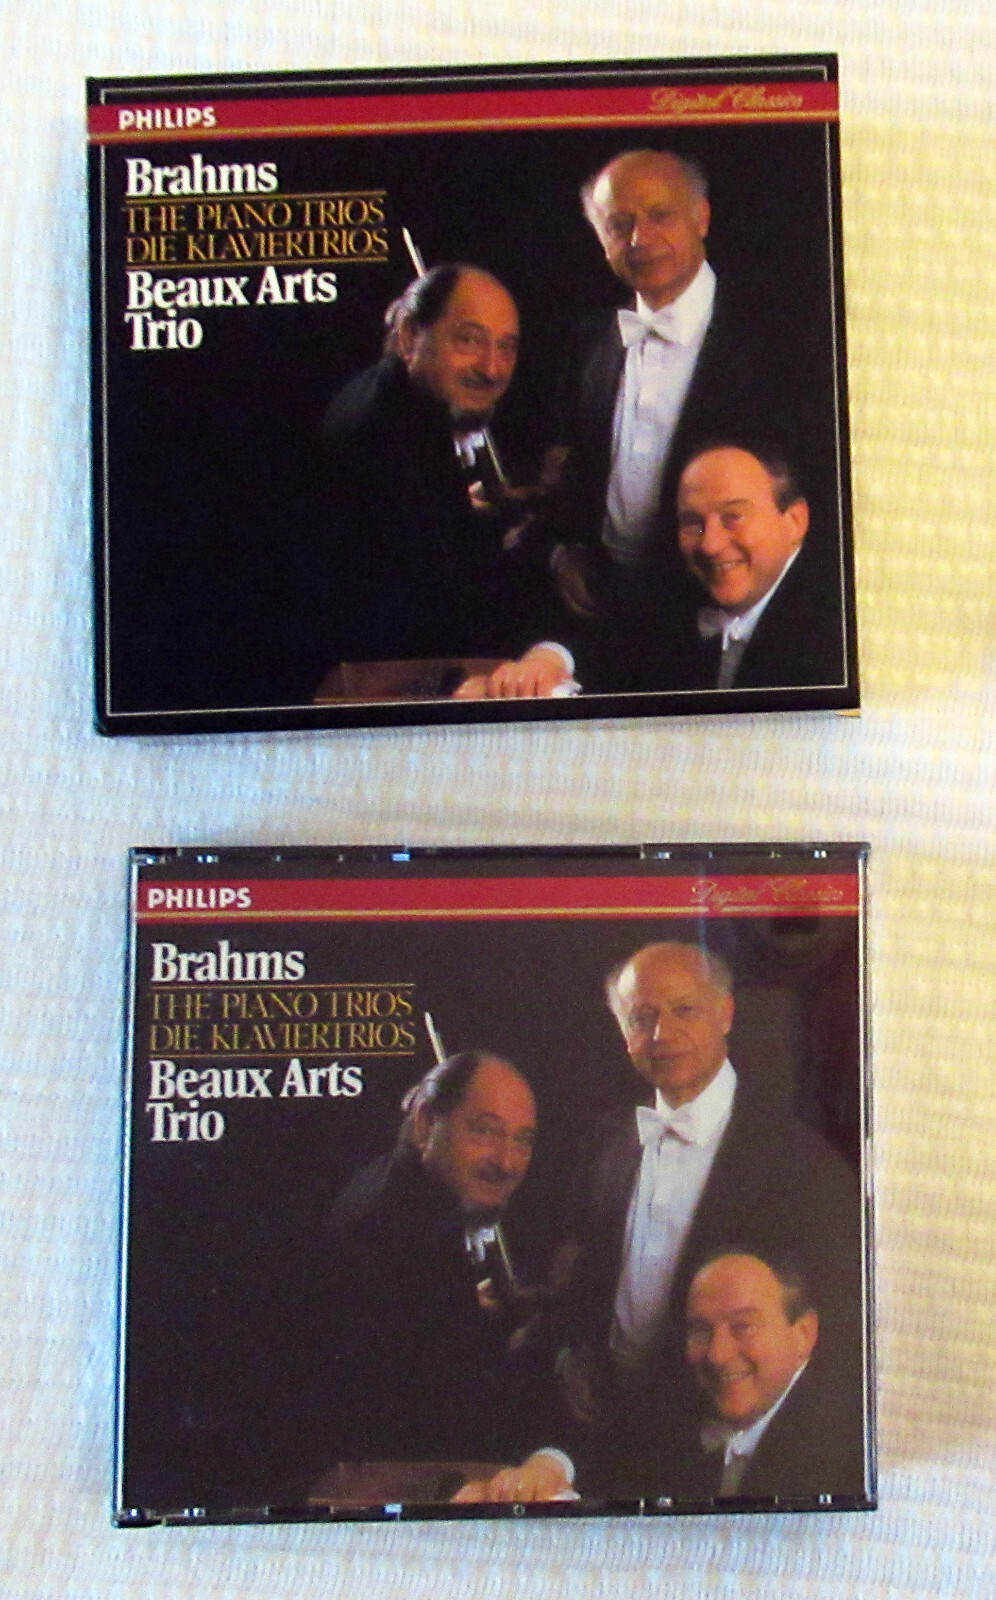 PHILIPS
Digital Classics
Brahms
THE PIANO TRIOS
DIE KLAVIERTRIOS
Beaux Arts
Trio
PHILIPS
Digital Classics
Brahms
THE PIANO TRIOS
DIE KLAVIERTRIOS
Beaux Arts
Trio